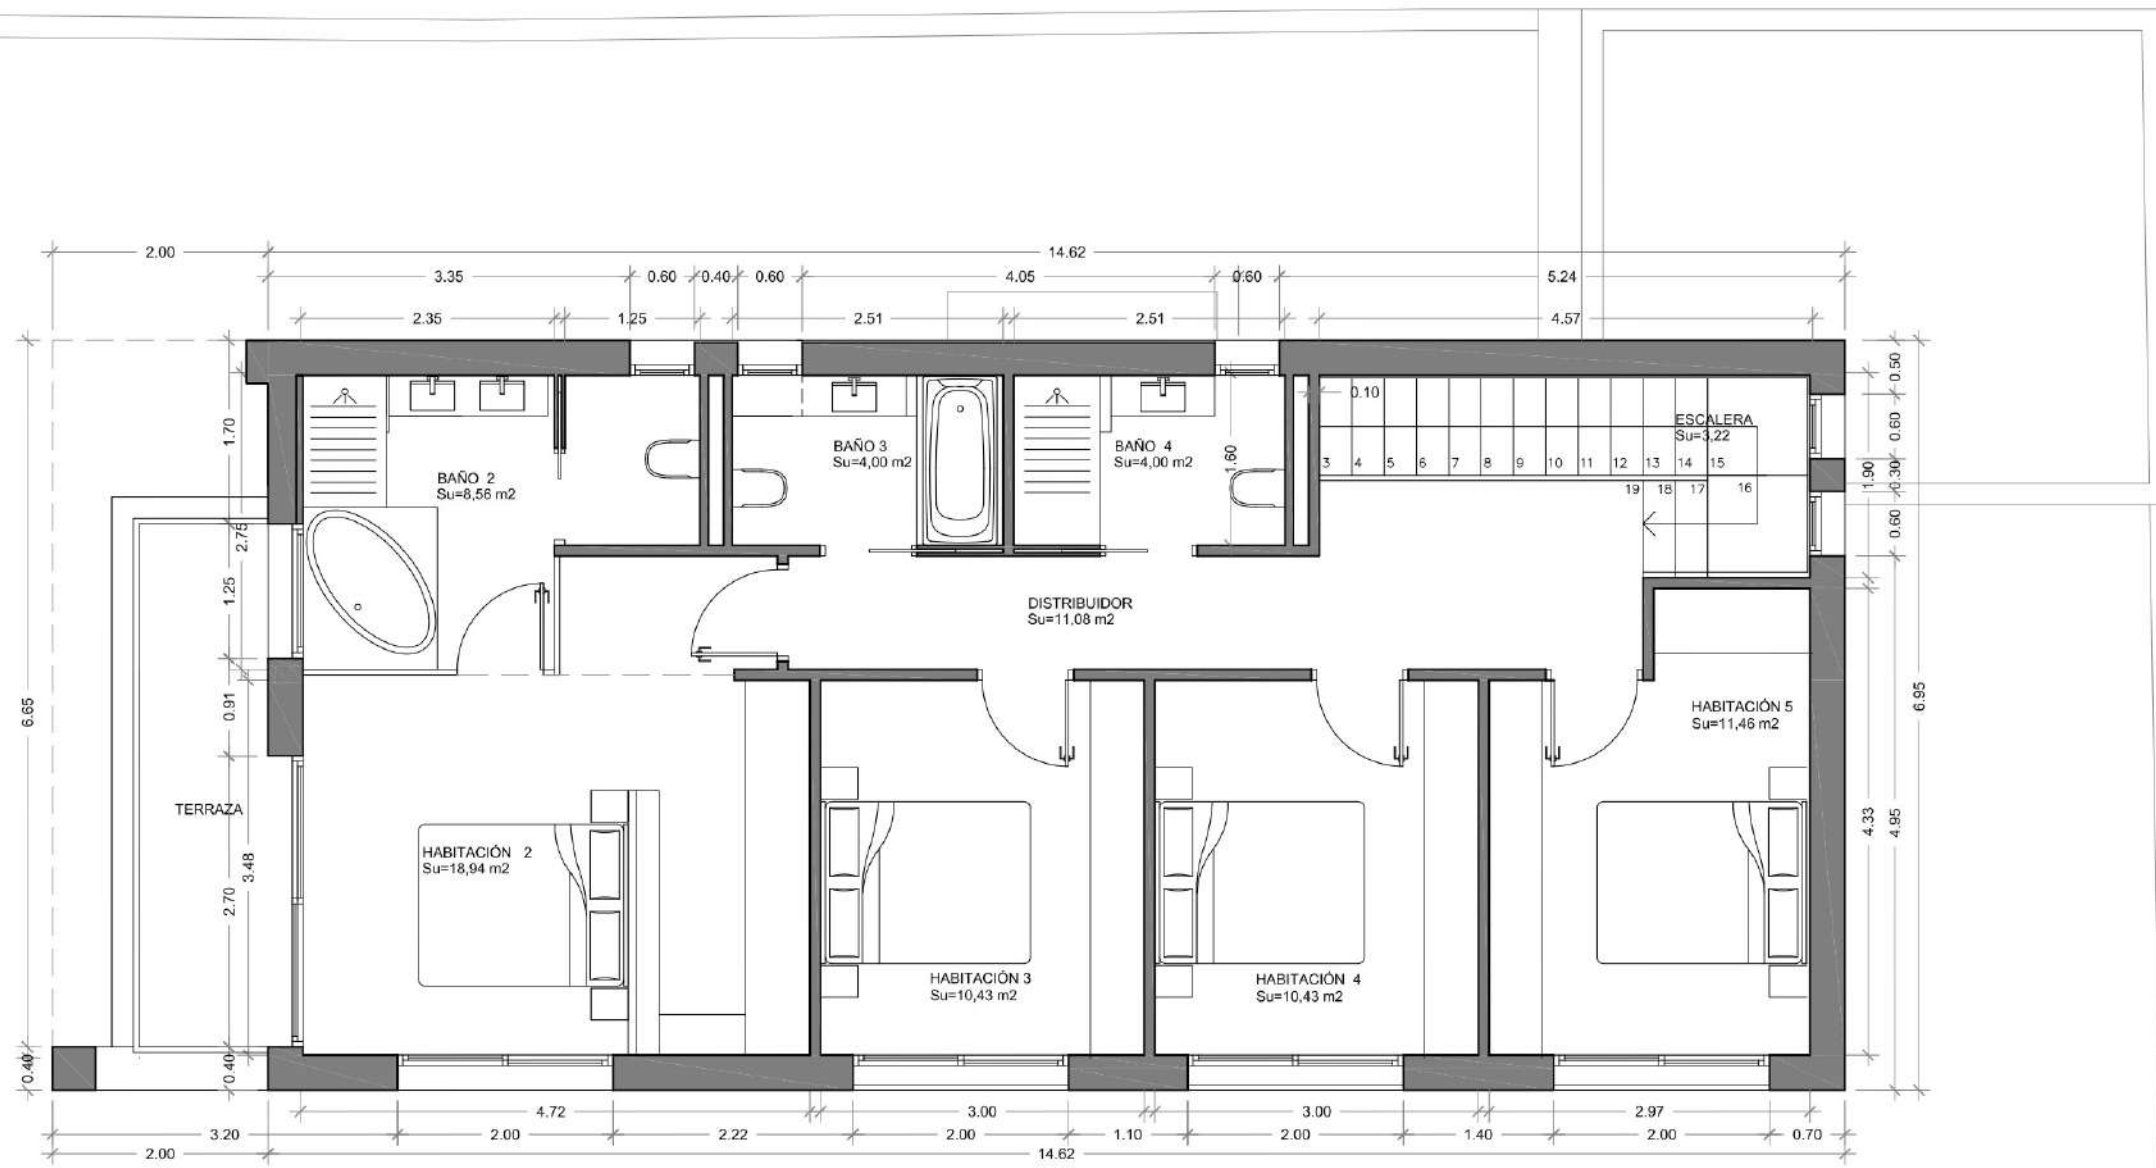 2.00
14.62
3.35
0.60
0.40
0.60
4.05
0.60
5.24
2.35
1.25
2.51
2.51
4.57
0.10
0.50
1.70
ESCALERA
Su=3,22
0.60
BAÑO 3
Su=4,00 m2
BAÑO 4
Su=4,00 m2
1.60
BAÑO 2
Su=8,56 m2
3 4 5 6 7 8 9 10 11 12 13 14 15
19 18 17 16
1.90
0.30
0.60
2.75
1.25
DISTRIBUIDOR
Su=11,08 m2
6.65
0.91
6.95
HABITACIÓN 5
Su=11,46 m2
TERRAZA
4.33
4.95
3.48
2.70
HABITACIÓN 2
Su=18,94 m2
HABITACIÓN 3
Su=10,43 m2
HABITACIÓN 4
Su=10,43 m2
0.40
0.40
4.72
3.00
3.00
2.97
3.20
2.00
2.22
2.00
1.10
2.00
1.40
2.00
0.70
2.00
14.62